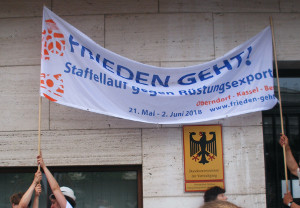 FRIEDEN GEHT!
Staffellauf gegen Rüstungsexport
Oberndorf - Kassel - Be
21. Mai - 2. Juni 2018
www.frieden-geht